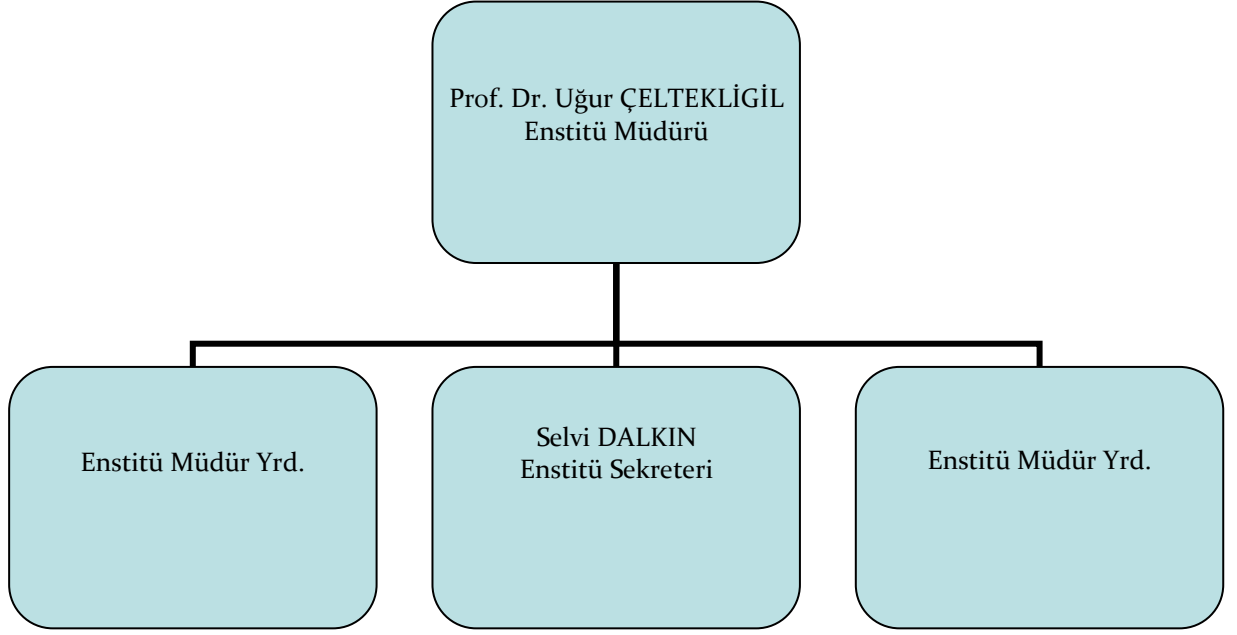 Prof. Dr. Uğur ÇELTEKLİGİL
Enstitü Müdürü
Enstitü Müdür Yrd.
Selvi DALKIN
Enstitü Sekreteri
Enstitü Müdür Yrd.